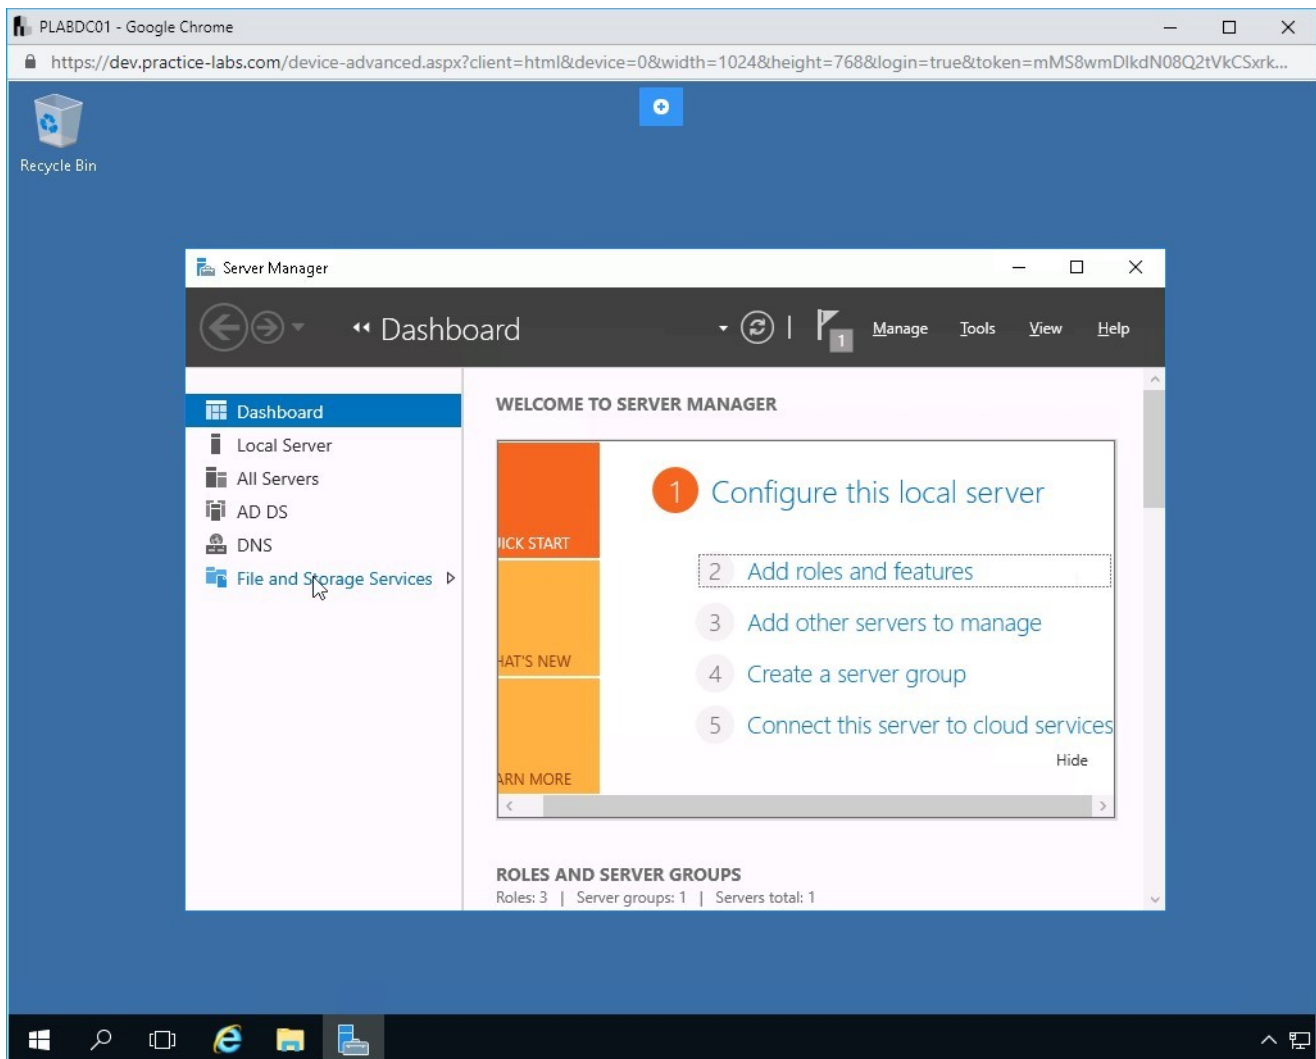 PLABDC01 - Google Chrome
https://dev.practice-labs.com/device-advanced.aspx?client=html&device=0&width=1024&height=768&login=true&token=mMS8wmDlkdN08Q2tVkCSxrk...
Recycle Bin
Server Manager
Dashboard
1
Manage Tools View Help
Dashboard
Local Server
All Servers
AD DS
DNS
File and Storage Services
WELCOME TO SERVER MANAGER
UICK START
HAT'S NEW
ARN MORE
1 Configure this local server
2 Add roles and features
3 Add other servers to manage
4 Create a server group
5 Connect this server to cloud services
Hide
ROLES AND SERVER GROUPS
Roles: 3 | Server groups: 1 | Servers total: 1